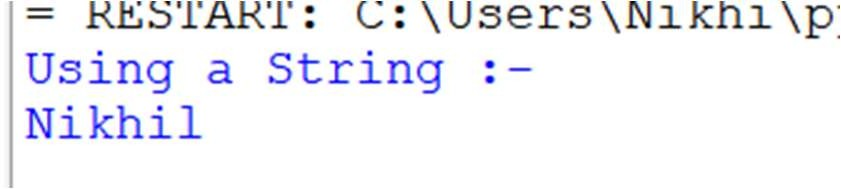 = RESTART: C:\Users\Nikhi\p
Using a String :-
Nikhil